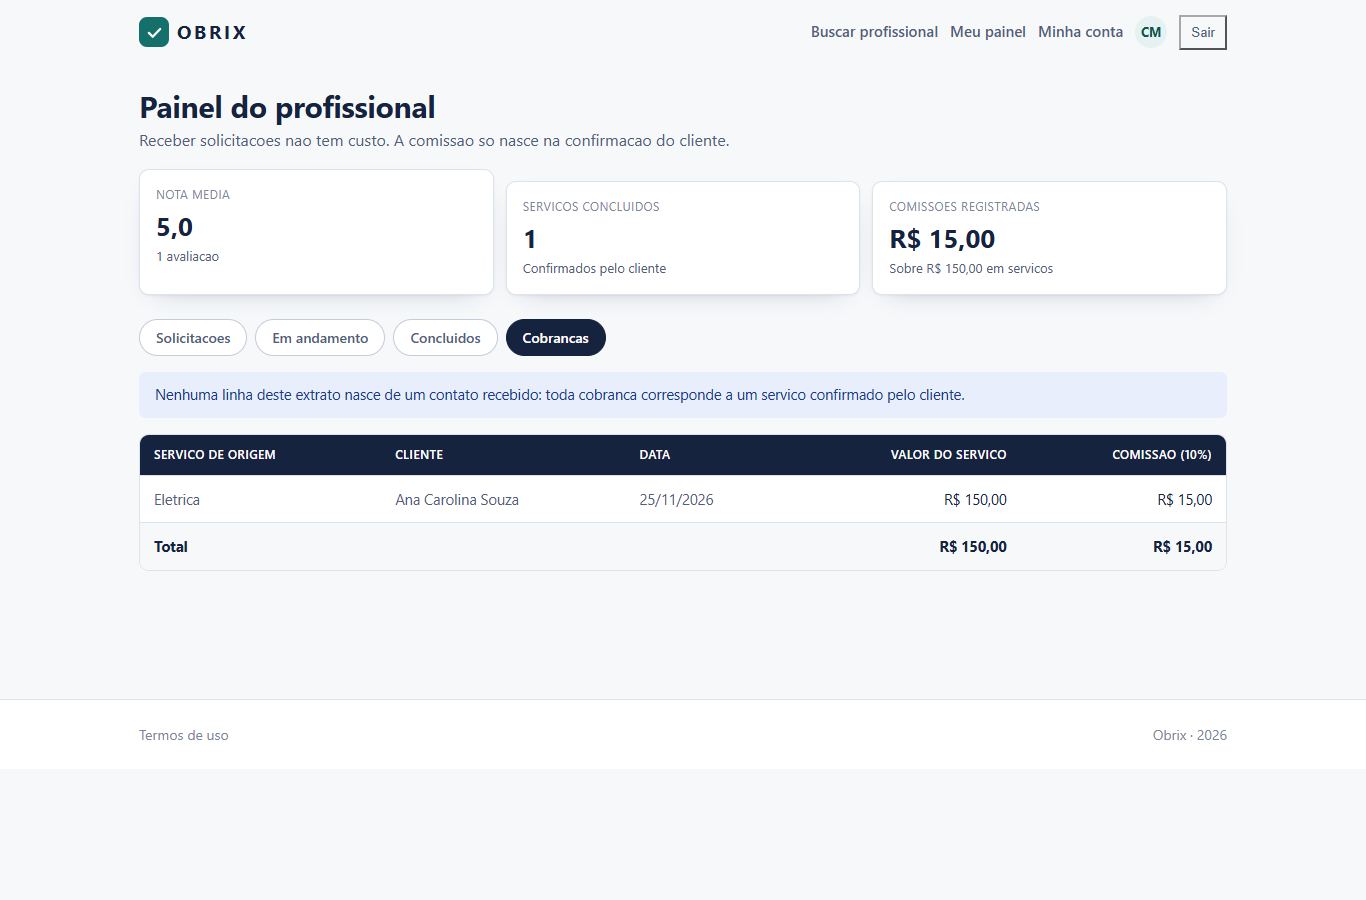 OBRIX
Buscar profissional Meu painel Minha conta CM Sair
Painel do profissional
Receber solicitacoes nao tem custo. A comissao so nasce na confirmacao do cliente.
NOTA MEDIA
5,0
1 avaliacao
SERVICOS CONCLUIDOS
1
Confirmados pelo cliente
COMISSOES REGISTRADAS
R$ 15,00
Sobre R$ 150,00 em servicos
Solicitacoes Em andamento Concluidos Cobrancas
Nenhuma linha deste extrato nasce de um contato recebido: toda cobranca corresponde a um servico confirmado pelo cliente.
SERVICO DE ORIGEM CLIENTE DATA VALOR DO SERVICO COMISSAO (10%)
Eletrica Ana Carolina Souza 25/11/2026 R$ 150,00 R$ 15,00
Total R$ 150,00 R$ 15,00
Termos de uso Obrix · 2026